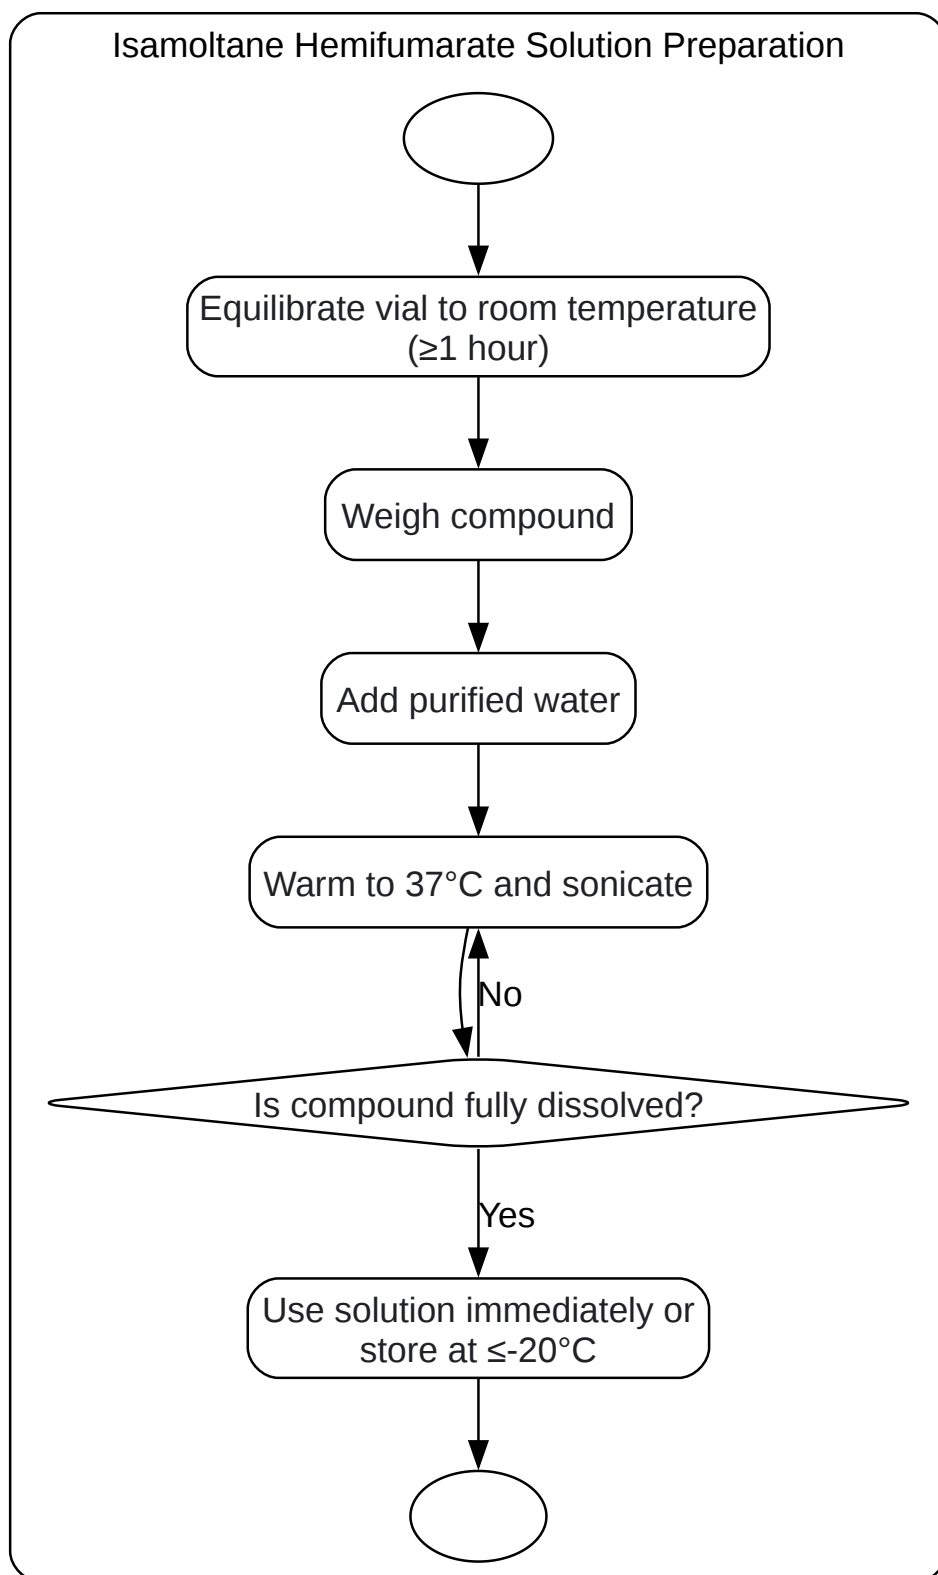 Isamoltane Hemifumarate Solution Preparation
Equilibrate vial to room temperature
(≥1 hour)
Weigh compound
Add purified water
Warm to 37°C and sonicate
No
Is compound fully dissolved?
Yes
Use solution immediately or
store at ≤-20°C